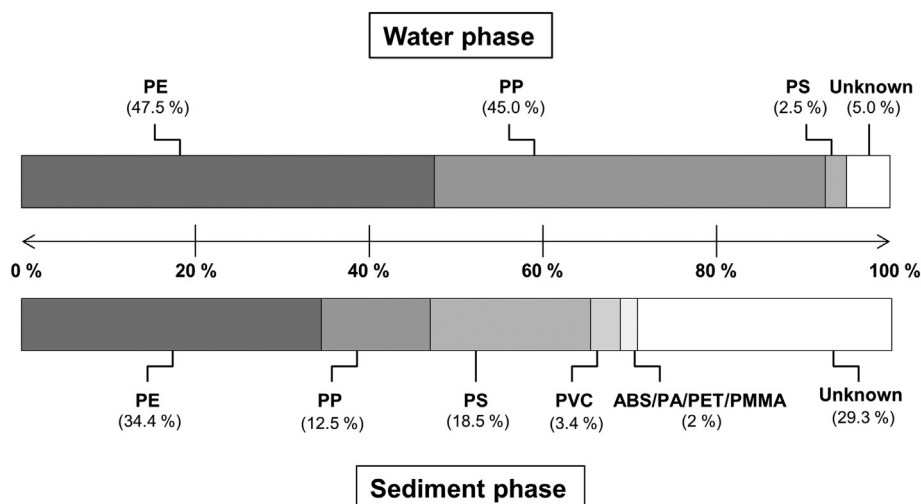 Water phase
PE
(47.5 %)
PP
(45.0 %)
PS
(2.5 %)
Unknown
(5.0 %)
0 %
20 %
40 %
60 %
80 %
100 %
PE
(34.4 %)
PP
(12.5 %)
PS
(18.5 %)
PVC
(3.4 %)
ABS/PA/PET/PMMA
(2 %)
Unknown
(29.3 %)
Sediment phase